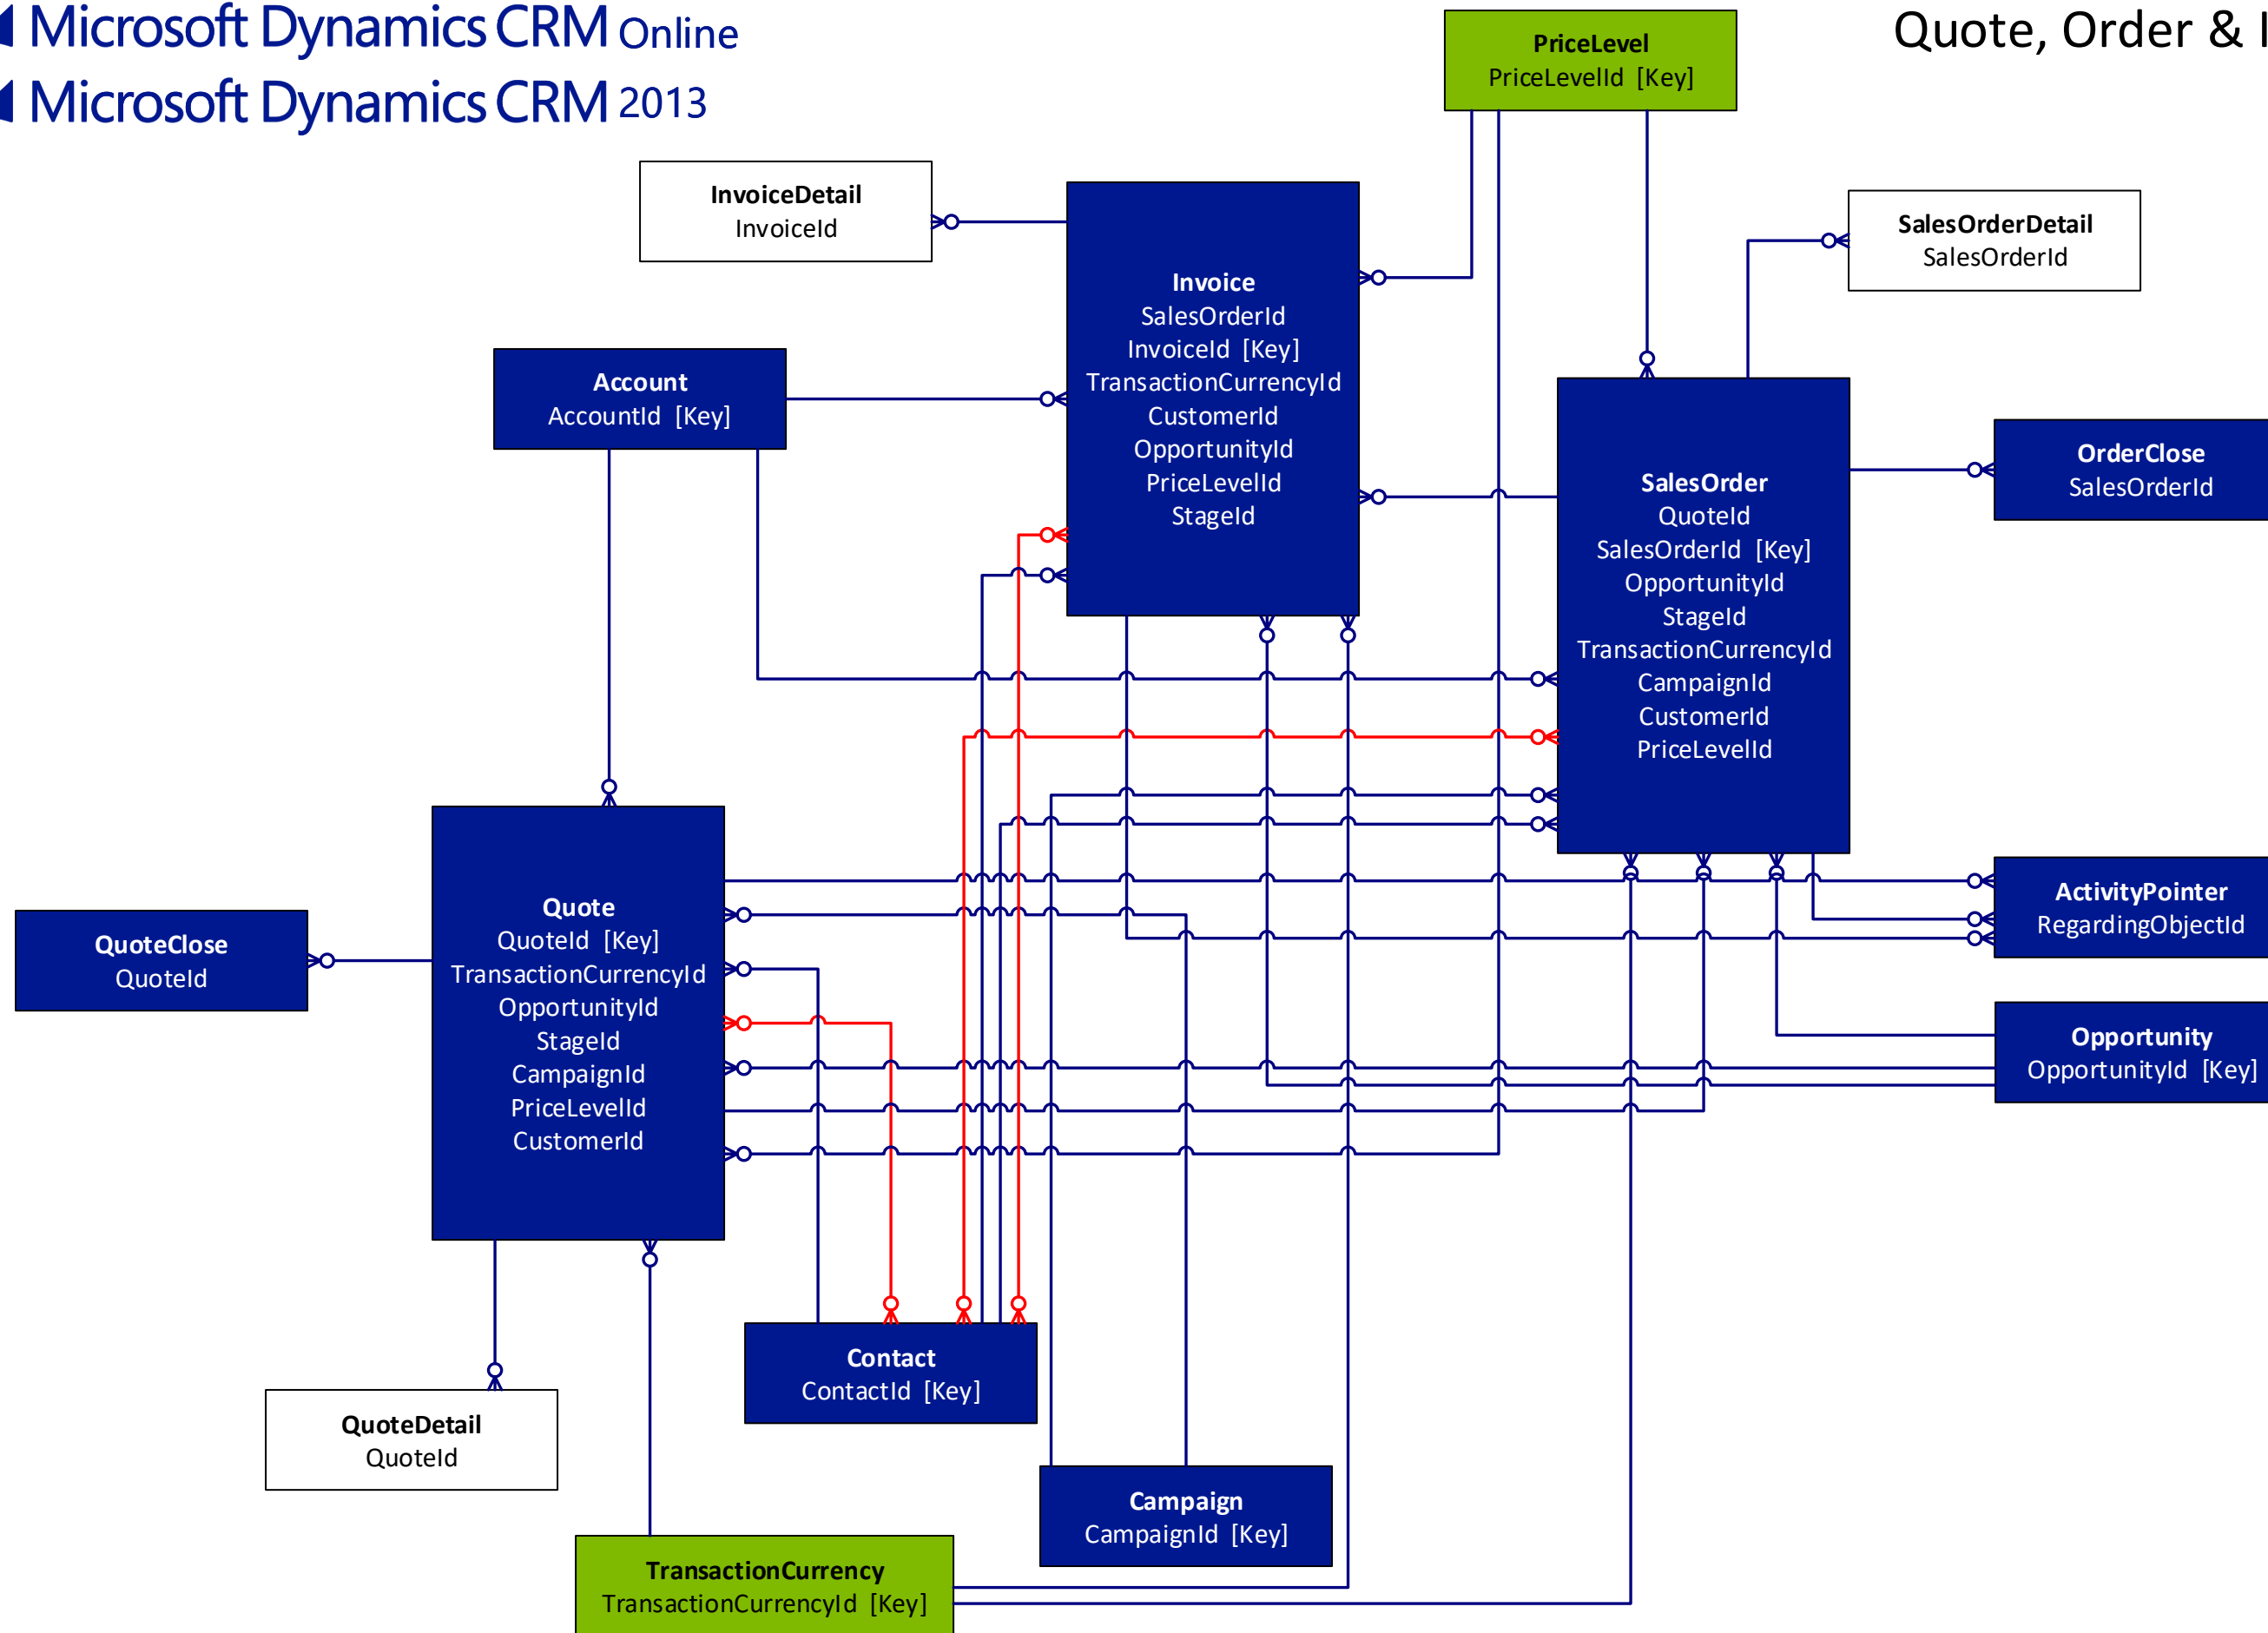 Microsoft Dynamics CRM Online
Microsoft Dynamics CRM 2013
Quote, Order & I
PriceLevel
PriceLevelId [Key]
InvoiceDetail
InvoiceId
Invoice
SalesOrderId
InvoiceId [Key]
TransactionCurrencyId
CustomerId
OpportunityId
PriceLevelId
StageId
SalesOrderDetail
SalesOrderId
Account
AccountId [Key]
SalesOrder
QuoteId
SalesOrderId [Key]
OpportunityId
StageId
TransactionCurrencyId
CampaignId
CustomerId
PriceLevelId
OrderClose
SalesOrderId
QuoteClose
QuoteId
Quote
QuoteId [Key]
TransactionCurrencyId
OpportunityId
StageId
CampaignId
PriceLevelId
CustomerId
ActivityPointer
RegardingObjectId
Opportunity
OpportunityId [Key]
Contact
ContactId [Key]
QuoteDetail
QuoteId
Campaign
CampaignId [Key]
TransactionCurrency
TransactionCurrencyId [Key]